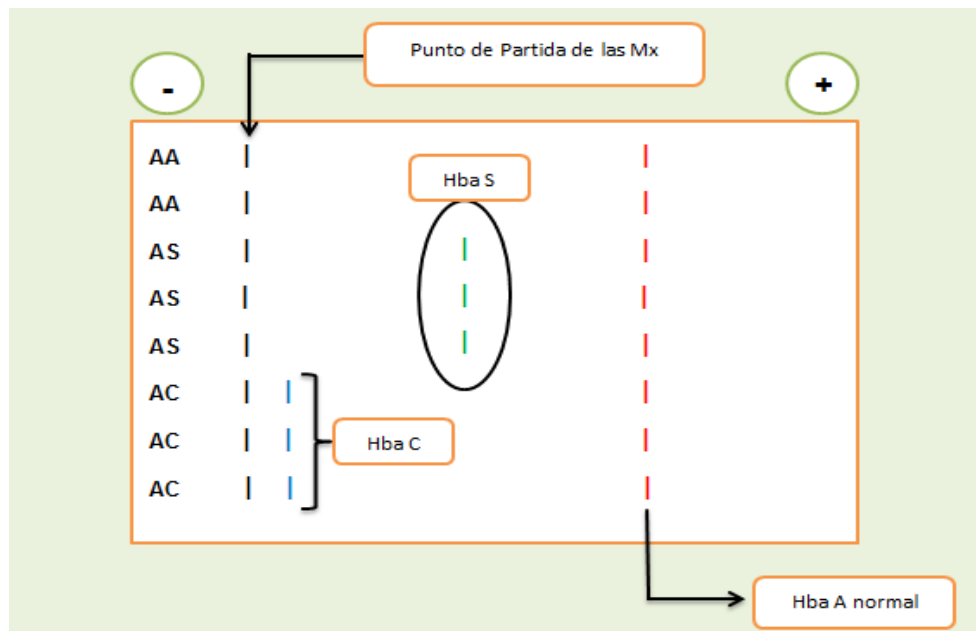 Punto de Partida de las Mx
- +
AA
Hba S
AA
AS
AS
AS
AC
AC Hba C
AC
Hba A normal